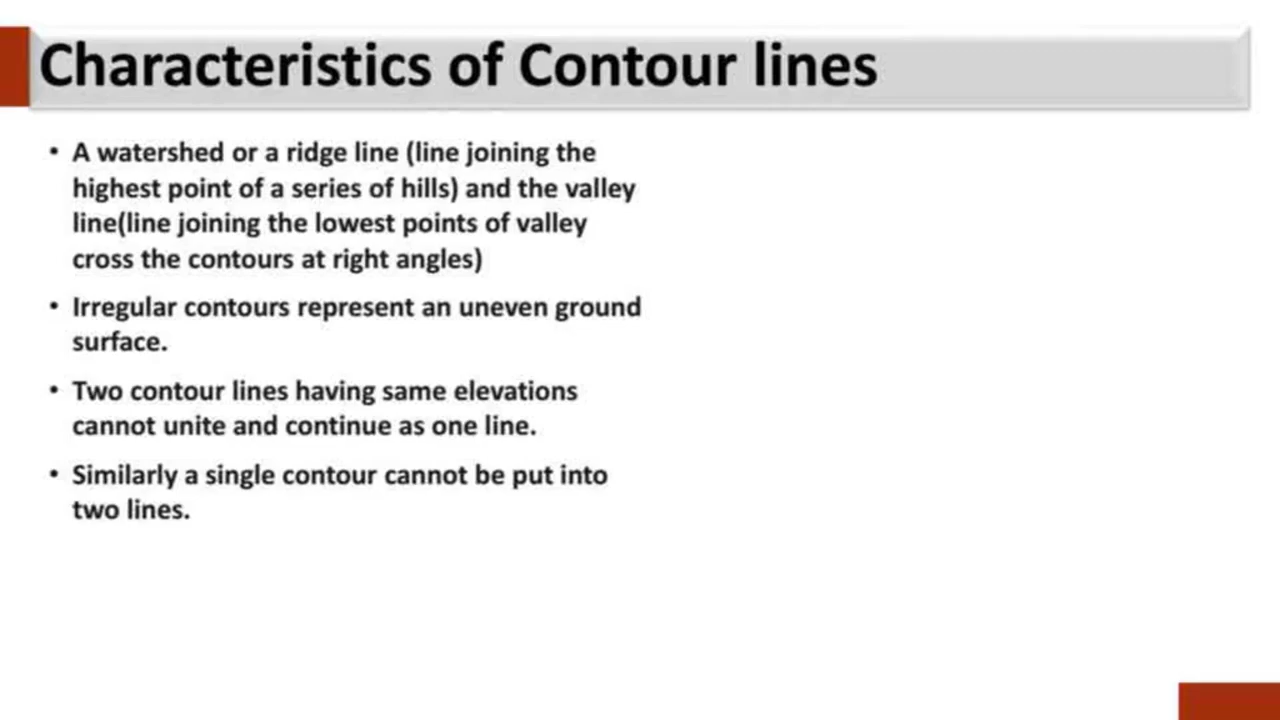 Characteristics of Contour lines
• A watershed or a ridge line (line joining the
highest point of a series of hills) and the valley
line(line joining the lowest points of valley
cross the contours at right angles)
• Irregular contours represent an uneven ground
surface.
• Two contour lines having same elevations
cannot unite and continue as one line.
• Similarly a single contour cannot be put into
two lines.